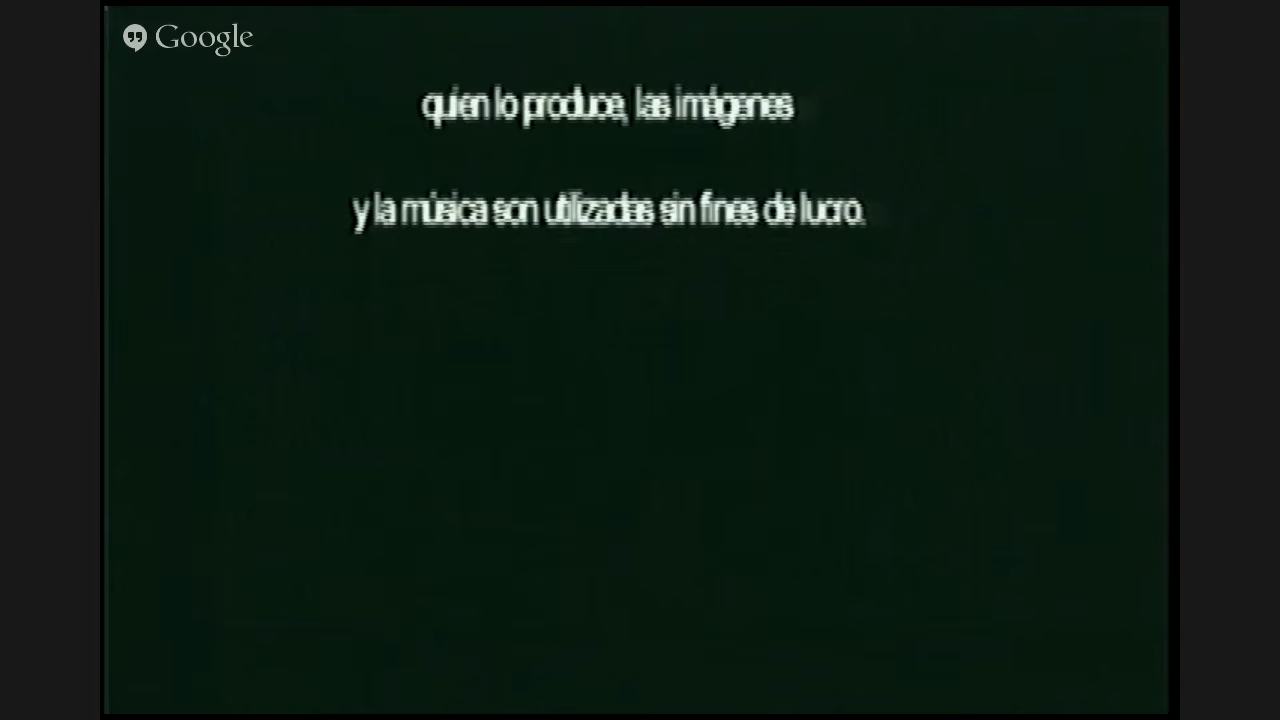 Google
quien lo produce, las imágenes
y la música son utilizadas sin fines de lucro.